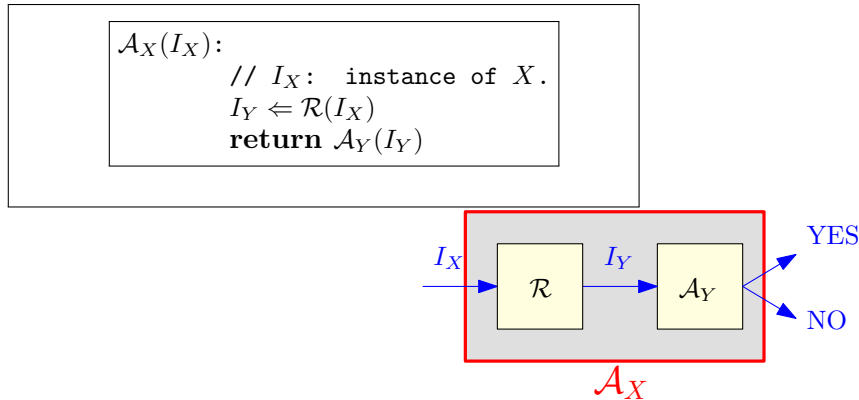 𝒜_X(I_X):
// I_X: instance of X.
I_Y ⇐ ℛ(I_X)
return 𝒜_Y(I_Y)
I_X ℛ I_Y 𝒜_Y YES
NO
𝒜_X